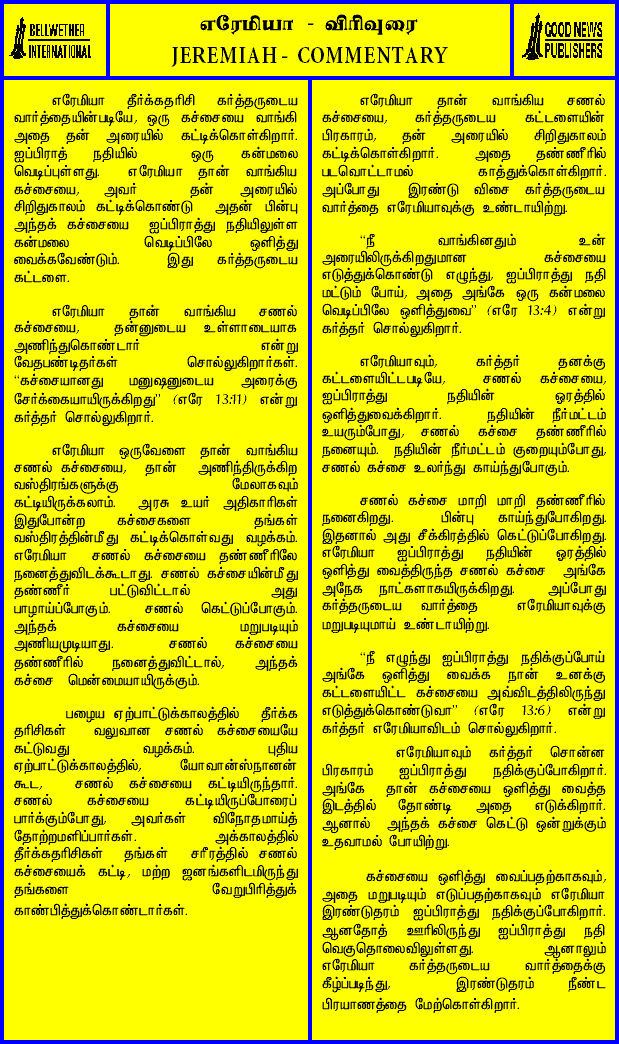 BELLWETHER
INTERNATIONAL
எரேமியா - விரிவுரை
JEREMIAH - COMMENTARY
GOOD NEWS
PUBLISHERS
எரேமியா தீர்க்கதரிசி கர்த்தருடைய
வார்த்தையின்படியே, ஒரு கச்சையை வாங்கி
அதை தன் அரையில் கட்டிக்கொள்கிறார்.
ஐப்பிராத் நதியில் ஒரு கன்மலை
வெடிப்புள்ளது. எரேமியா தான் வாங்கிய
கச்சையை, அவர் தன் அரையில்
சிறிதுகாலம் கட்டிக்கொண்டு அதன் பின்பு
அந்தக் கச்சையை ஐப்பிராத்து நதியிலுள்ள
கன்மலை வெடிப்பிலே ஒளித்து
வைக்கவேண்டும். இது கர்த்தருடைய
கட்டளை.
எரேமியா தான் வாங்கிய சணல்
கச்சையை, தன்னுடைய உள்ளாடையாக
அணிந்துகொண்டார் என்று
வேதபண்டிதர்கள் சொல்லுகிறார்கள்.
“கச்சையானது மனுஷனுடைய அரைக்கு
சேர்க்கையாயிருக்கிறது” (எரே 13:11) என்று
கர்த்தர் சொல்லுகிறார்.
எரேமியா ஒருவேளை தான் வாங்கிய
சணல் கச்சையை, தான் அணிந்திருக்கிற
வஸ்திரங்களுக்கு மேலாகவும்
கட்டியிருக்கலாம். அரசு உயர் அதிகாரிகள்
இதுபோன்ற கச்சைகளை தங்கள்
வஸ்திரத்தின்மீது கட்டிக்கொள்வது வழக்கம்.
எரேமியா சணல் கச்சையை தண்ணீரிலே
நனைத்துவிடக்கூடாது. சணல் கச்சையின்மீது
தண்ணீர் பட்டுவிட்டால் அது
பாழாய்ப்போகும். சணல் கெட்டுப்போகும்.
அந்தக் கச்சையை மறுபடியும்
அணியமுடியாது. சணல் கச்சையை
தண்ணீரில் நனைத்துவிட்டால், அந்தக்
கச்சை மென்மையாயிருக்கும்.
பழைய ஏற்பாட்டுக்காலத்தில் தீர்க்க
தரிசிகள் வலுவான சணல் கச்சையையே
கட்டுவது வழக்கம். புதிய
ஏற்பாட்டுக்காலத்தில், யோவான்ஸ்நானன்
கூட, சணல் கச்சையை கட்டியிருந்தார்.
சணல் கச்சையை கட்டியிருப்போரைப்
பார்க்கும்போது, அவர்கள் விநோதமாய்த்
தோற்றமளிப்பார்கள். அக்காலத்தில்
தீர்க்கதரிசிகள் தங்கள் சரீரத்தில் சணல்
கச்சையைக் கட்டி, மற்ற ஜனங்களிடமிருந்து
தங்களை வேறுபிரித்துக்
காண்பித்துக்கொண்டார்கள்.
எரேமியா தான் வாங்கிய சணல்
கச்சையை, கர்த்தருடைய கட்டளையின்
பிரகாரம், தன் அரையில் சிறிதுகாலம்
கட்டிக்கொள்கிறார். அதை தண்ணீரில்
படவொட்டாமல் காத்துக்கொள்கிறார்.
அப்போது இரண்டு விசை கர்த்தருடைய
வார்த்தை எரேமியாவுக்கு உண்டாயிற்று.
“நீ வாங்கினதும் உன்
அரையிலிருக்கிறதுமான கச்சையை
எடுத்துக்கொண்டு எழுந்து, ஐப்பிராத்து நதி
மட்டும் போய், அதை அங்கே ஒரு கன்மலை
வெடிப்பிலே ஒளித்துவை” (எரே 13:4) என்று
கர்த்தர் சொல்லுகிறார்.
எரேமியாவும், கர்த்தர் தனக்கு
கட்டளையிட்டபடியே, சணல் கச்சையை,
ஐப்பிராத்து நதியின் ஓரத்தில்
ஒளித்துவைக்கிறார். நதியின் நீர்மட்டம்
உயரும்போது, சணல் கச்சை தண்ணீரில்
நனையும். நதியின் நீர்மட்டம் குறையும்போது,
சணல் கச்சை உலர்ந்து காய்ந்துபோகும்.
சணல் கச்சை மாறி மாறி தண்ணீரில்
நனைகிறது. பின்பு காய்ந்துபோகிறது.
இதனால் அது சீக்கிரத்தில் கெட்டுப்போகிறது.
எரேமியா ஐப்பிராத்து நதியின் ஓரத்தில்
ஒளித்து வைத்திருந்த சணல் கச்சை அங்கே
அநேக நாட்களாகயிருக்கிறது. அப்போது
கர்த்தருடைய வார்த்தை எரேமியாவுக்கு
மறுபடியுமாய் உண்டாயிற்று.
“நீ எழுந்து ஐப்பிராத்து நதிக்குப்போய்
அங்கே ஒளித்து வைக்க நான் உனக்கு
கட்டளையிட்ட கச்சையை அவ்விடத்திலிருந்து
எடுத்துக்கொண்டுவா” (எரே 13:6) என்று
கர்த்தர் எரேமியாவிடம் சொல்லுகிறார்.
எரேமியாவும் கர்த்தர் சொன்ன
பிரகாரம் ஐப்பிராத்து நதிக்குப்போகிறார்.
அங்கே தான் கச்சையை ஒளித்து வைத்த
இடத்தில் தோண்டி அதை எடுக்கிறார்.
ஆனால் அந்தக் கச்சை கெட்டு ஒன்றுக்கும்
உதவாமல் போயிற்று.
கச்சையை ஒளித்து வைப்பதற்காகவும்,
அதை மறுபடியும் எடுப்பதற்காகவும் எரேமியா
இரண்டுதரம் ஐப்பிராத்து நதிக்குப்போகிறார்.
ஆனதோத் ஊரிலிருந்து ஐப்பிராத்து நதி
வெகுதொலைவிலுள்ளது. ஆனாலும்
எரேமியா கர்த்தருடைய வார்த்தைக்கு
கீழ்ப்படிந்து, இரண்டுதரம் நீண்ட
பிரயாணத்தை மேற்கொள்கிறார்.